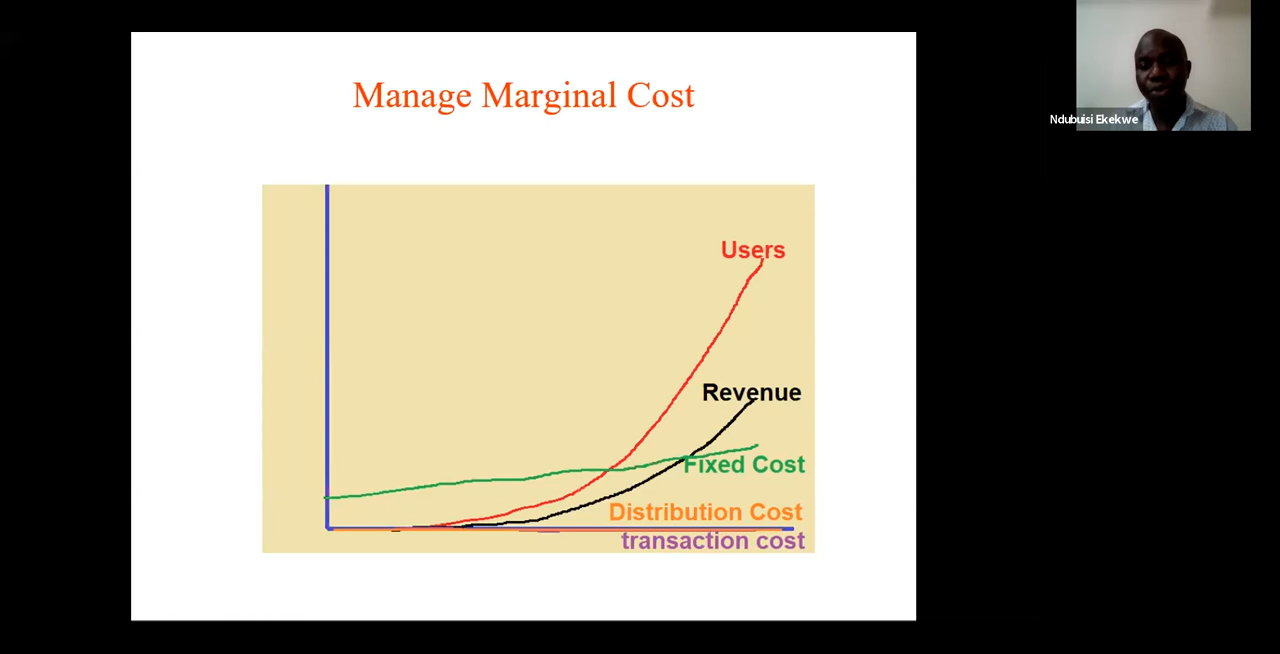 Manage Marginal Cost
Ndubuisi Ekekwe
Users
Revenue
Fixed Cost
Distribution Cost
transaction cost